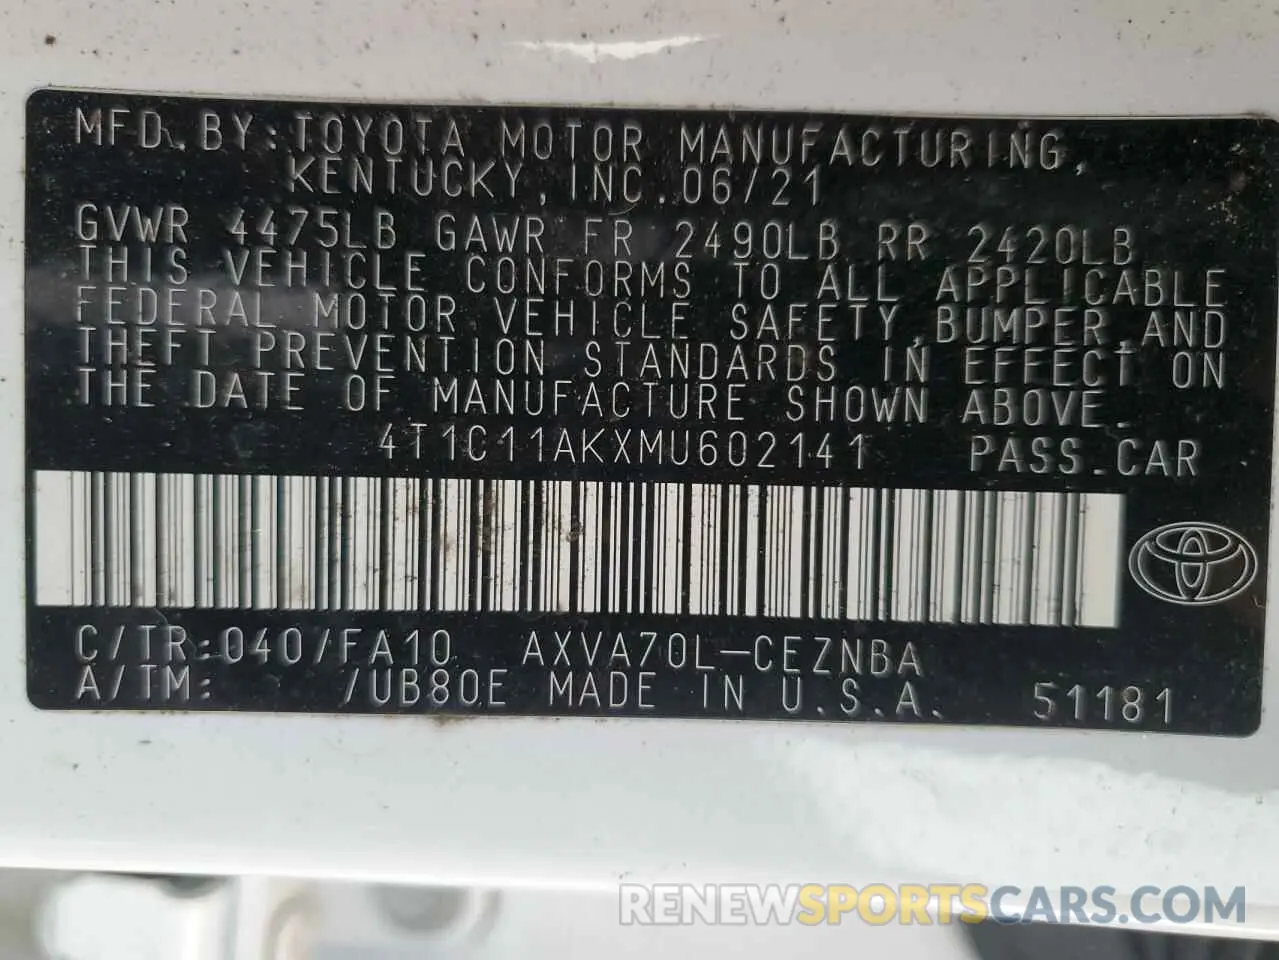 MFD. BY: TOYOTA MOTOR MANUFACTURING,
KENTUCKY, INC. 06/21
GVWR 4475LB GAWR FR 2490LB RR 2420LB
THIS VEHICLE CONFORMS TO ALL APPLICABLE
FEDERAL MOTOR VEHICLE SAFETY, BUMPER, AND
THEFT PREVENTION STANDARDS IN EFFECT ON
THE DATE OF MANUFACTURE SHOWN ABOVE.
4T1C11AKXMU602141 PASS. CAR
C/TR: 040/FA10 AXVA70L-CEZNBA
A/TM: /UB80E MADE IN U.S.A. 51181
RENEWSPORTSCARS.COM